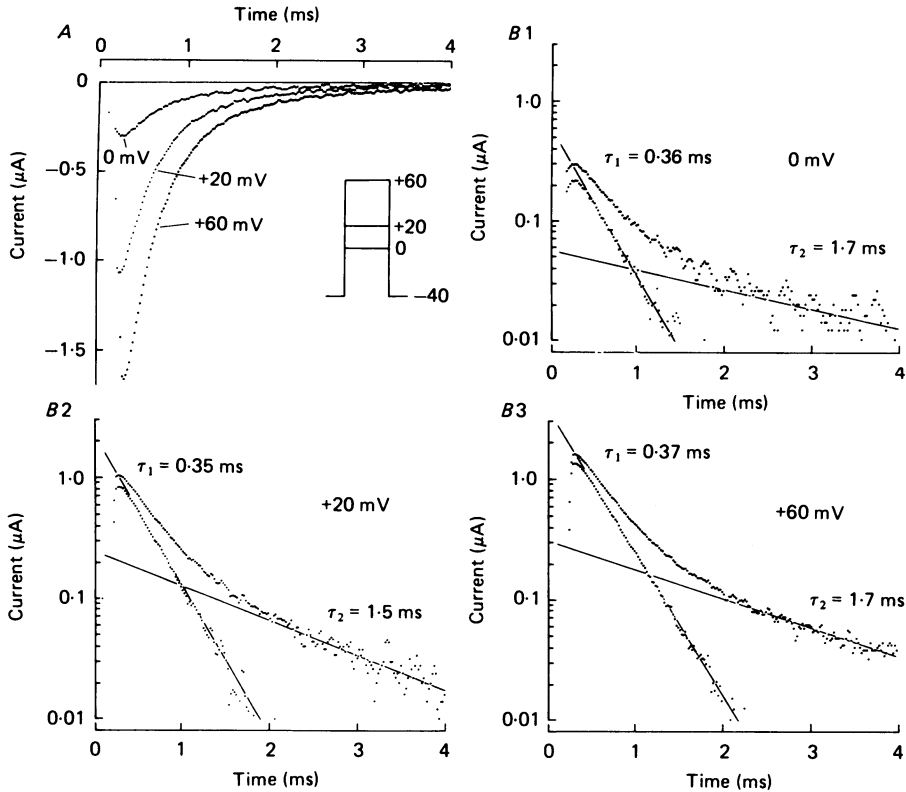 A
Time (ms)
0 1 2 3 4
Current (μA)
0
−0·5
−1·0
−1·5
0 mV
+20 mV
+60 mV
+60
+20
0
−40
B1
Current (μA)
1·0
0·1
0·01
τ1 = 0·36 ms
0 mV
τ2 = 1·7 ms
0 1 2 3 4
Time (ms)
B2
Current (μA)
1·0
0·1
0·01
τ1 = 0·35 ms
+20 mV
τ2 = 1·5 ms
0 1 2 3 4
Time (ms)
B3
Current (μA)
1·0
0·1
0·01
τ1 = 0·37 ms
+60 mV
τ2 = 1·7 ms
0 1 2 3 4
Time (ms)